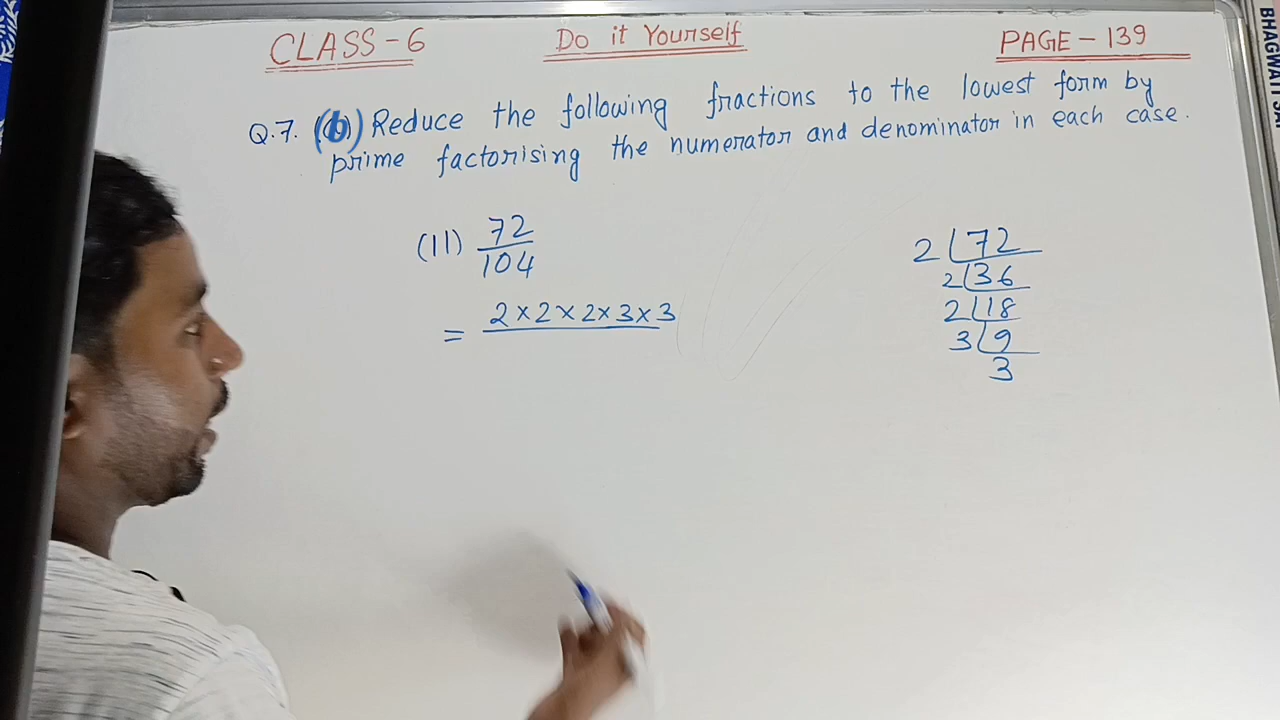 CLASS-6 Do it Yourself PAGE-139
Q.7. (b) Reduce the following fractions to the lowest form by
prime factorising the numerator and denominator in each case.
(II) 72/104
= 2×2×2×3×3
2 72
2 36
2 18
3 9
3
BHAGWATI